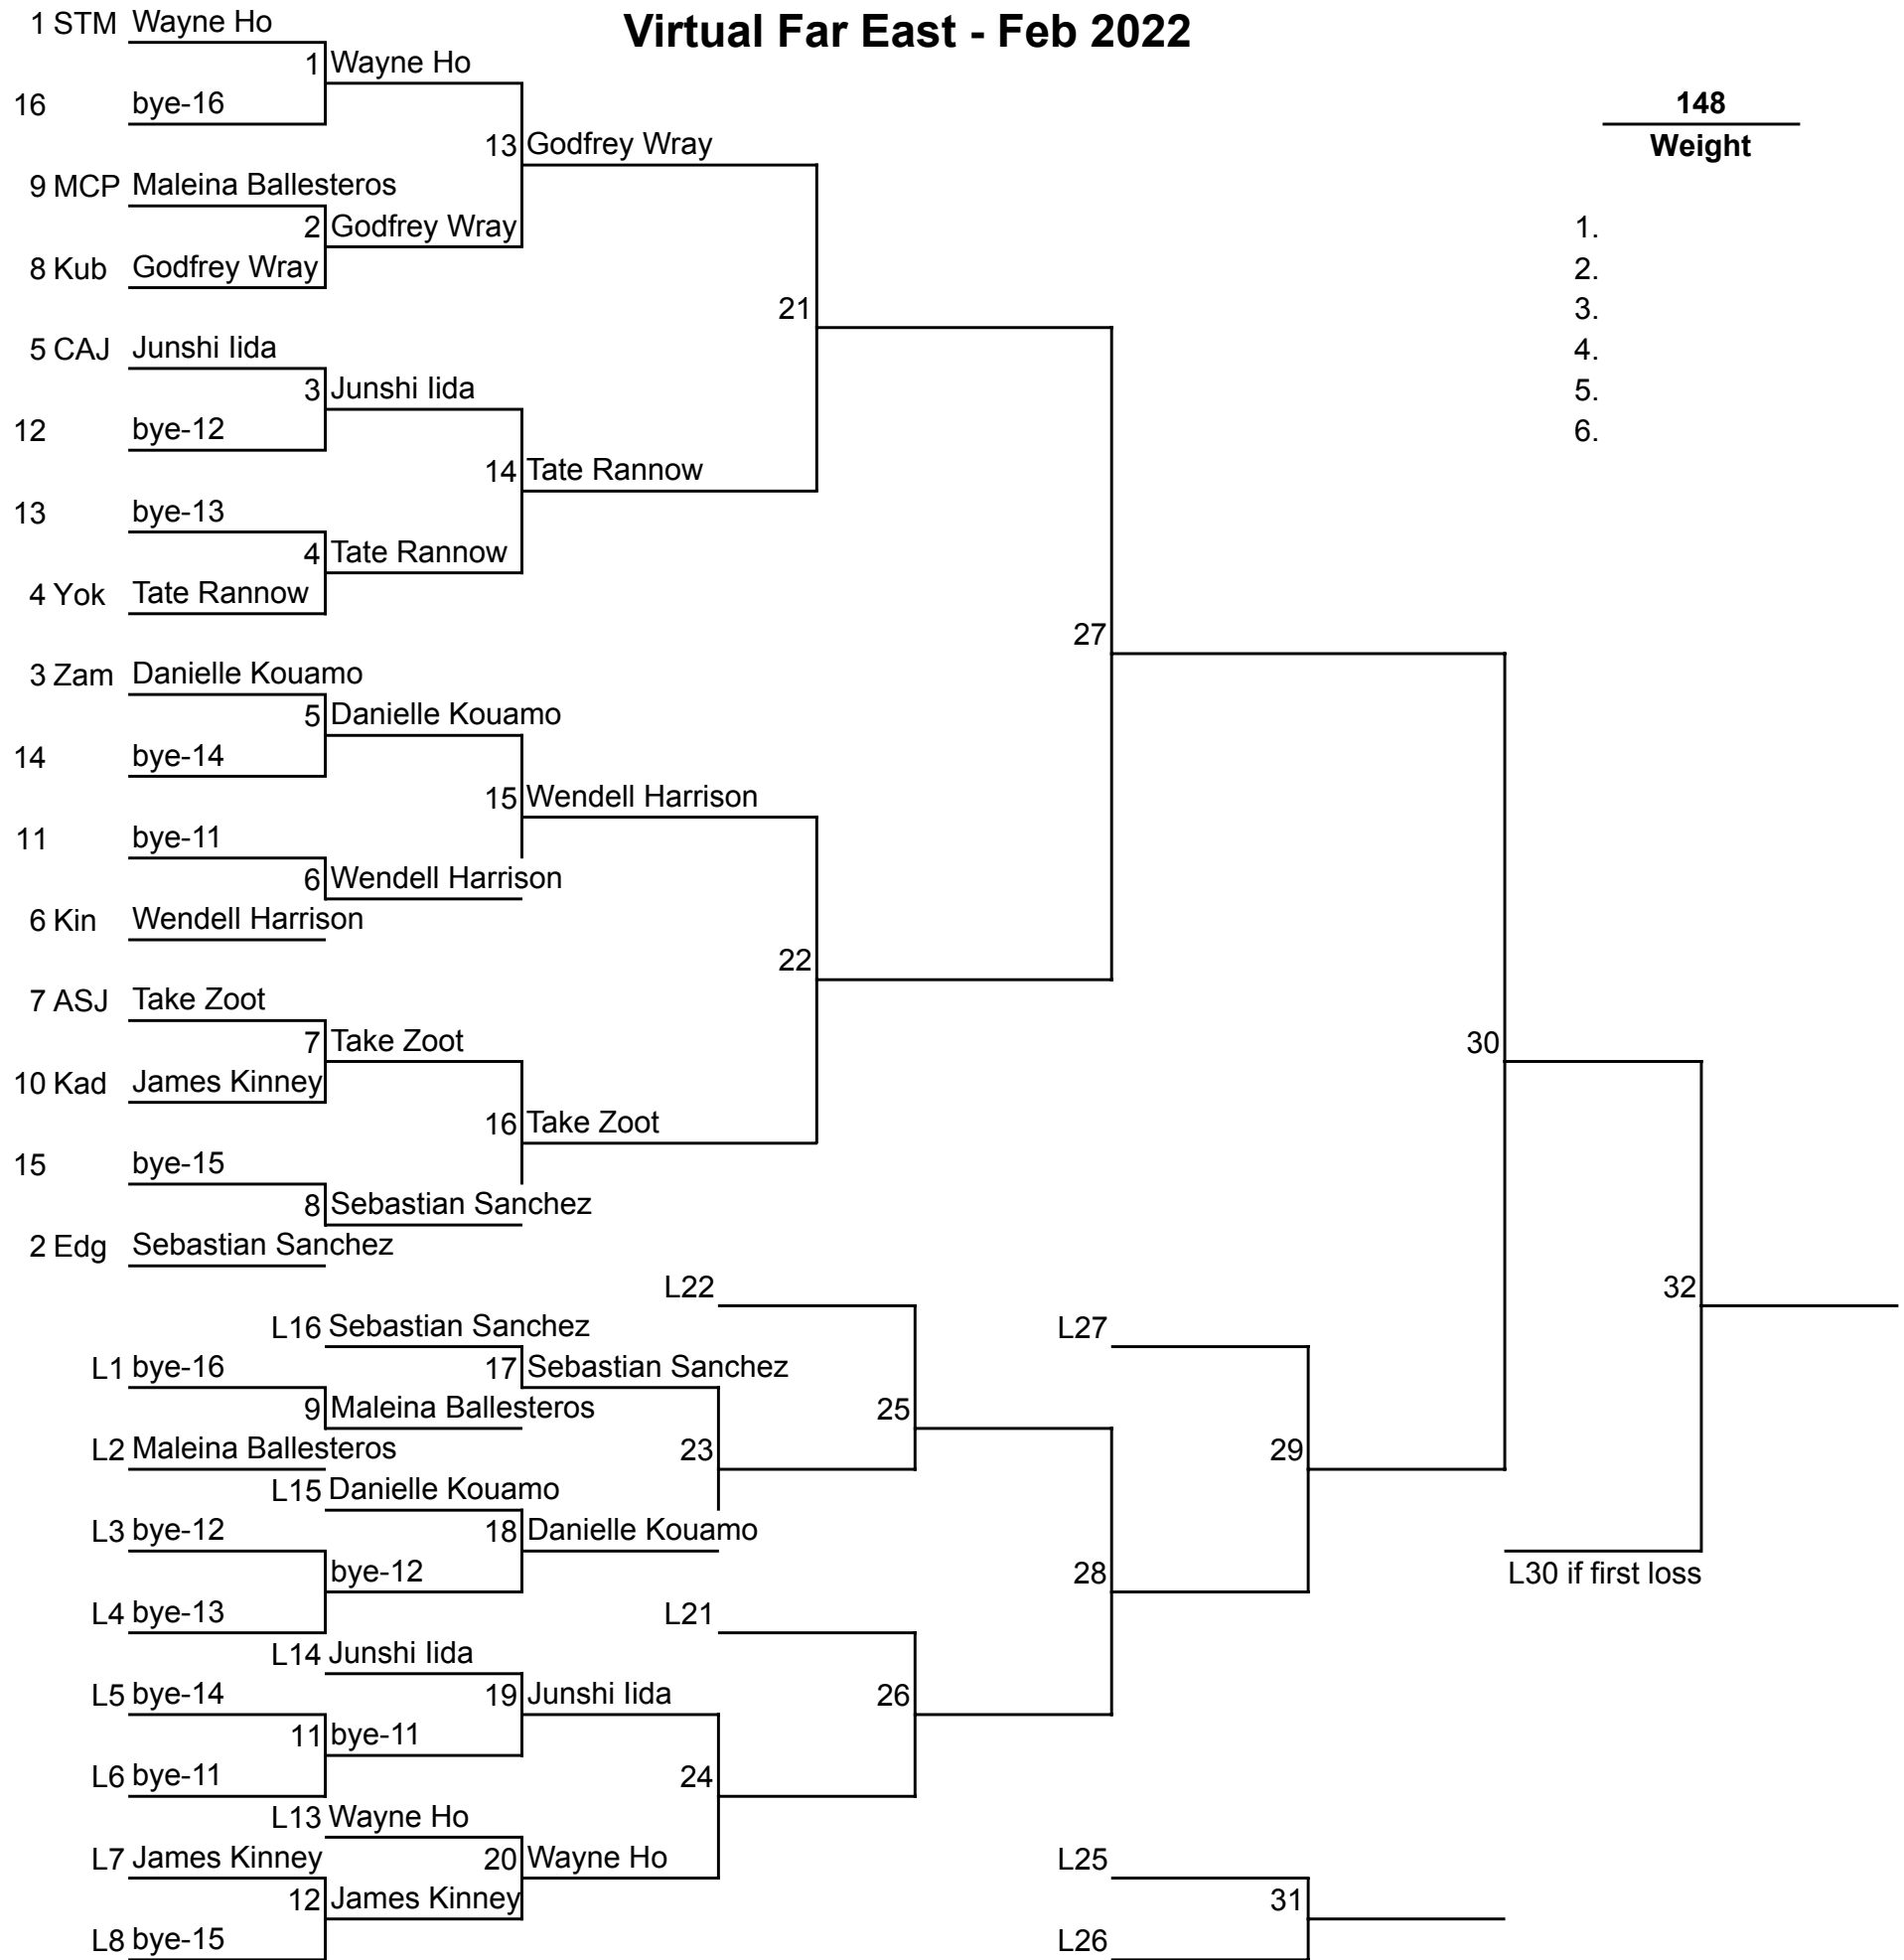 Virtual Far East - Feb 2022
1 STM Wayne Ho
1 Wayne Ho
16 bye-16
148
13 Godfrey Wray
Weight
9 MCP Maleina Ballesteros
2 Godfrey Wray
1.
8 Kub Godfrey Wray
2.
21
3.
5 CAJ Junshi Iida
4.
3 Junshi Iida
5.
12 bye-12
6.
14 Tate Rannow
13 bye-13
4 Tate Rannow
4 Yok Tate Rannow
27
3 Zam Danielle Kouamo
5 Danielle Kouamo
14 bye-14
15 Wendell Harrison
11 bye-11
6 Wendell Harrison
6 Kin Wendell Harrison
22
7 ASJ Take Zoot
7 Take Zoot
30
10 Kad James Kinney
16 Take Zoot
15 bye-15
8 Sebastian Sanchez
2 Edg Sebastian Sanchez
L22
32
L16 Sebastian Sanchez
L27
L1 bye-16
17 Sebastian Sanchez
9 Maleina Ballesteros
25
L2 Maleina Ballesteros
23
29
L15 Danielle Kouamo
L3 bye-12
18 Danielle Kouamo
bye-12
28
L30 if first loss
L4 bye-13
L21
L14 Junshi Iida
L5 bye-14
19 Junshi Iida
26
11 bye-11
L6 bye-11
24
L13 Wayne Ho
L7 James Kinney
20 Wayne Ho
L25
12 James Kinney
31
L8 bye-15
L26